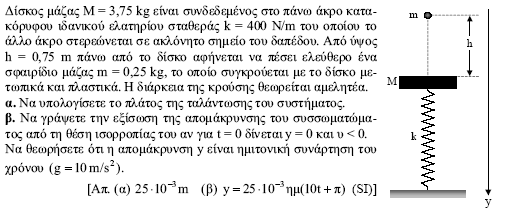 Δίσκος μάζας M = 3,75 kg είναι συνδεδεμένος στο πάνω άκρο κατα-
κόρυφου ιδανικού ελατηρίου σταθεράς k = 400 N/m του οποίου το
άλλο άκρο στερεώνεται σε ακλόνητο σημείο του δαπέδου. Από ύψος
h = 0,75 m πάνω από το δίσκο αφήνεται να πέσει ελεύθερο ένα
σφαιρίδιο μάζας m = 0,25 kg, το οποίο συγκρούεται με το δίσκο με-
τωπικά και πλαστικά. Η διάρκεια της κρούσης θεωρείται αμελητέα.
α. Να υπολογίσετε το πλάτος της ταλάντωσης του συστήματος.
β. Να γράψετε την εξίσωση της απομάκρυνσης του συσσωματώμα-
τος από τη θέση ισορροπίας του αν για t = 0 δίνεται y = 0 και υ < 0.
Να θεωρήσετε ότι η απομάκρυνση y είναι ημιτονική συνάρτηση του
χρόνου (g = 10 m/s²).
[Απ. (α) 25·10⁻³ m (β) y = 25·10⁻³ ημ(10t + π) (SI)]
m
h
M
k
y